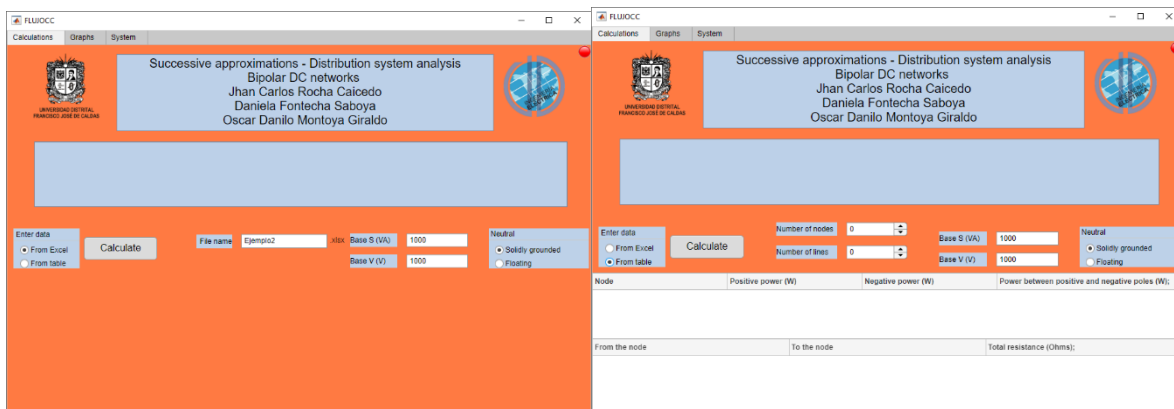 FLUJOCC
Calculations Graphs System
Successive approximations - Distribution system analysis
Bipolar DC networks
Jhan Carlos Rocha Caicedo
Daniela Fontecha Saboya
Oscar Danilo Montoya Giraldo
UNIVERSIDAD DISTRITAL
FRANCISCO JOSÉ DE CALDAS
Enter data
From Excel
From table
Calculate
File name Ejemplo2 .xlsx
Base S (VA) 1000
Base V (V) 1000
Neutral
Solidly grounded
Floating
FLUJOCC
Calculations Graphs System
Successive approximations - Distribution system analysis
Bipolar DC networks
Jhan Carlos Rocha Caicedo
Daniela Fontecha Saboya
Oscar Danilo Montoya Giraldo
UNIVERSIDAD DISTRITAL
FRANCISCO JOSÉ DE CALDAS
Enter data
From Excel
From table
Calculate
Number of nodes 0
Number of lines 0
Base S (VA) 1000
Base V (V) 1000
Neutral
Solidly grounded
Floating
Node Positive power (W) Negative power (W) Power between positive and negative poles (W);
From the node To the node Total resistance (Ohms);